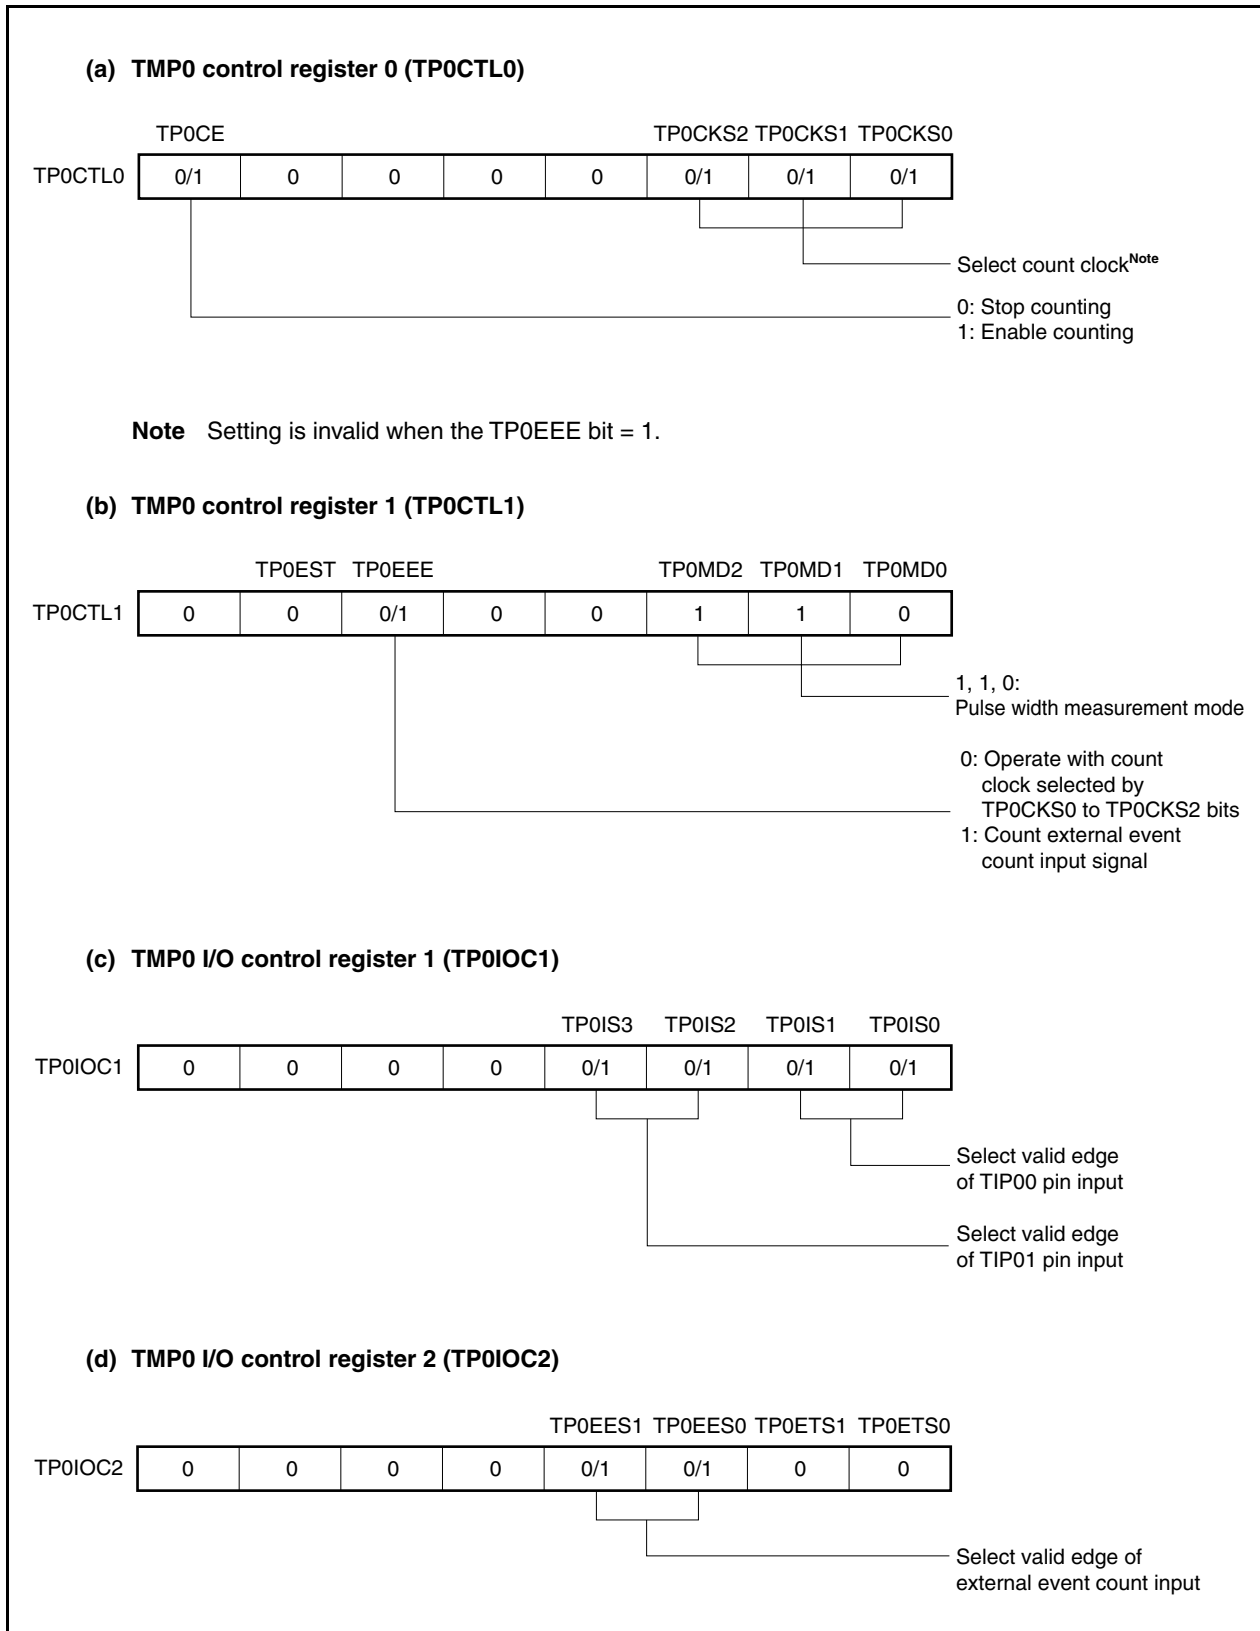 (a) TMP0 control register 0 (TP0CTL0)
TP0CE TP0CKS2 TP0CKS1 TP0CKS0
TP0CTL0 0/1 0 0 0 0 0/1 0/1 0/1
Select count clockNote
0: Stop counting
1: Enable counting
Note Setting is invalid when the TP0EEE bit = 1.
(b) TMP0 control register 1 (TP0CTL1)
TP0EST TP0EEE TP0MD2 TP0MD1 TP0MD0
TP0CTL1 0 0 0/1 0 0 1 1 0
1, 1, 0:
Pulse width measurement mode
0: Operate with count
clock selected by
TP0CKS0 to TP0CKS2 bits
1: Count external event
count input signal
(c) TMP0 I/O control register 1 (TP0IOC1)
TP0IS3 TP0IS2 TP0IS1 TP0IS0
TP0IOC1 0 0 0 0 0/1 0/1 0/1 0/1
Select valid edge
of TIP00 pin input
Select valid edge
of TIP01 pin input
(d) TMP0 I/O control register 2 (TP0IOC2)
TP0EES1 TP0EES0 TP0ETS1 TP0ETS0
TP0IOC2 0 0 0 0 0/1 0/1 0 0
Select valid edge of
external event count input